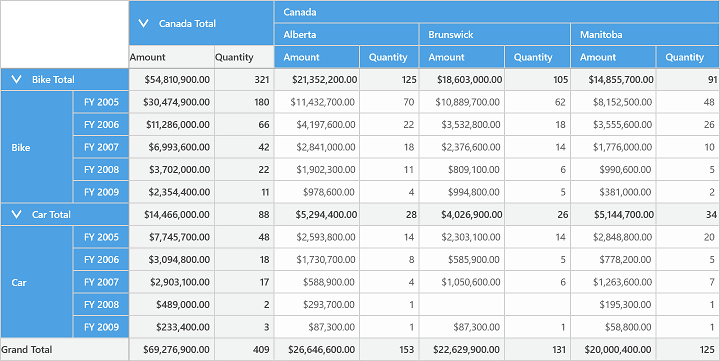 Canada Total Canada
Alberta Brunswick Manitoba
Amount Quantity Amount Quantity Amount Quantity Amount Quantity
Bike Total $54,810,900.00 321 $21,352,200.00 125 $18,603,000.00 105 $14,855,700.00 91
Bike FY 2005 $30,474,900.00 180 $11,432,700.00 70 $10,889,700.00 62 $8,152,500.00 48
FY 2006 $11,286,000.00 66 $4,197,600.00 22 $3,532,800.00 18 $3,555,600.00 26
FY 2007 $6,993,600.00 42 $2,841,000.00 18 $2,376,600.00 14 $1,776,000.00 10
FY 2008 $3,702,000.00 22 $1,902,300.00 11 $809,100.00 6 $990,600.00 5
FY 2009 $2,354,400.00 11 $978,600.00 4 $994,800.00 5 $381,000.00 2
Car Total $14,466,000.00 88 $5,294,400.00 28 $4,026,900.00 26 $5,144,700.00 34
Car FY 2005 $7,745,700.00 48 $2,593,800.00 14 $2,303,100.00 14 $2,848,800.00 20
FY 2006 $3,094,800.00 18 $1,730,700.00 8 $585,900.00 5 $778,200.00 5
FY 2007 $2,903,100.00 17 $588,900.00 4 $1,050,600.00 6 $1,263,600.00 7
FY 2008 $489,000.00 2 $293,700.00 1 $195,300.00 1
FY 2009 $233,400.00 3 $87,300.00 1 $87,300.00 1 $58,800.00 1
Grand Total $69,276,900.00 409 $26,646,600.00 153 $22,629,900.00 131 $20,000,400.00 125